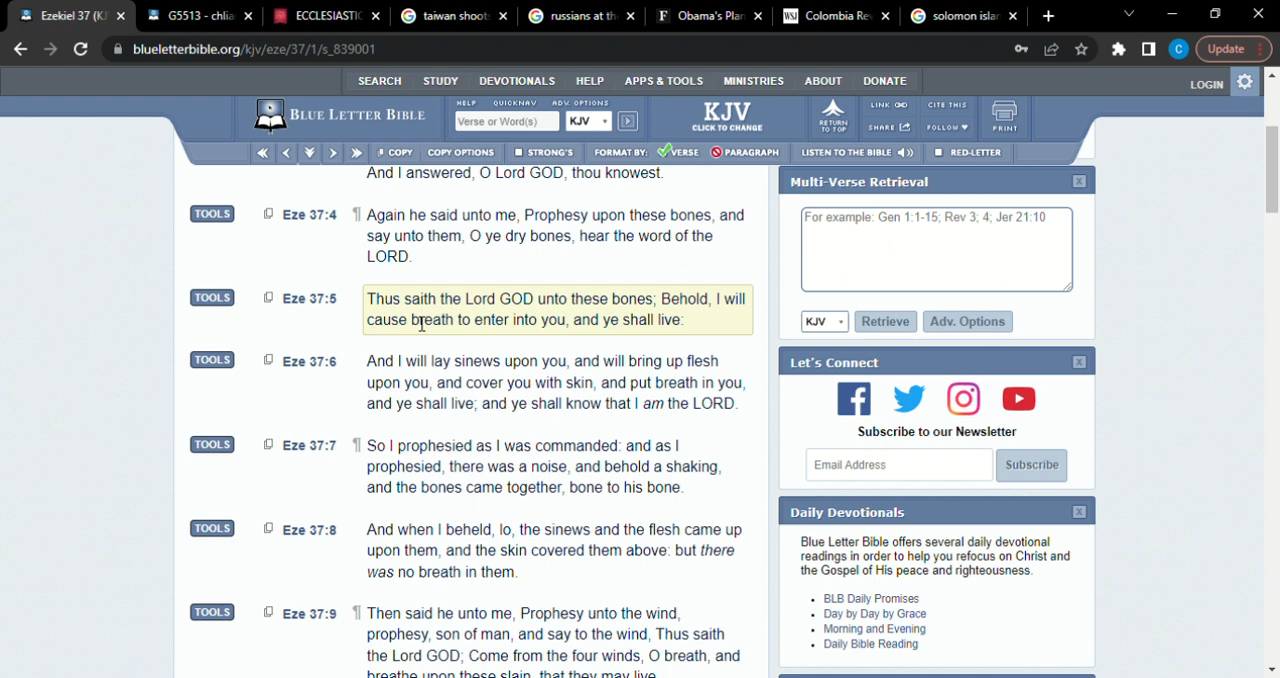 Ezekiel 37 (KJ
G5513 - chlia
ECCLESIASTIC
taiwan shoot
russians at th
Obama's Plan
Colombia Re
solomon islan
blueletterbible.org/kjv/eze/37/1/s_839001
C
Update
SEARCH STUDY DEVOTIONALS HELP APPS & TOOLS MINISTRIES ABOUT DONATE
LOGIN
BLUE LETTER BIBLE
HELP QUICKNAV ADV. OPTIONS
Verse or Word(s)
KJV
KJV
CLICK TO CHANGE
RETURN
TO TOP
LINK
CITE THIS
SHARE
FOLLOW
PRINT
COPY
COPY OPTIONS
STRONG'S
FORMAT BY:
VERSE
PARAGRAPH
LISTEN TO THE BIBLE
RED-LETTER
And I answered, O Lord GOD, thou knowest.
TOOLS Eze 37:4 ¶ Again he said unto me, Prophesy upon these bones, and
say unto them, O ye dry bones, hear the word of the
LORD.
TOOLS Eze 37:5 Thus saith the Lord GOD unto these bones; Behold, I will
cause breath to enter into you, and ye shall live:
TOOLS Eze 37:6 And I will lay sinews upon you, and will bring up flesh
upon you, and cover you with skin, and put breath in you,
and ye shall live; and ye shall know that I am the LORD.
TOOLS Eze 37:7 ¶ So I prophesied as I was commanded: and as I
prophesied, there was a noise, and behold a shaking,
and the bones came together, bone to his bone.
TOOLS Eze 37:8 And when I beheld, lo, the sinews and the flesh came up
upon them, and the skin covered them above: but there
was no breath in them.
TOOLS Eze 37:9 ¶ Then said he unto me, Prophesy unto the wind,
prophesy, son of man, and say to the wind, Thus saith
the Lord GOD; Come from the four winds, O breath, and
breathe upon these slain, that they may live.
Multi-Verse Retrieval
For example: Gen 1:1-15; Rev 3; 4; Jer 21:10
KJV Retrieve Adv. Options
Let's Connect
Subscribe to our Newsletter
Email Address Subscribe
Daily Devotionals
Blue Letter Bible offers several daily devotional
readings in order to help you refocus on Christ and
the Gospel of His peace and righteousness.
BLB Daily Promises
Day by Day by Grace
Morning and Evening
Daily Bible Reading